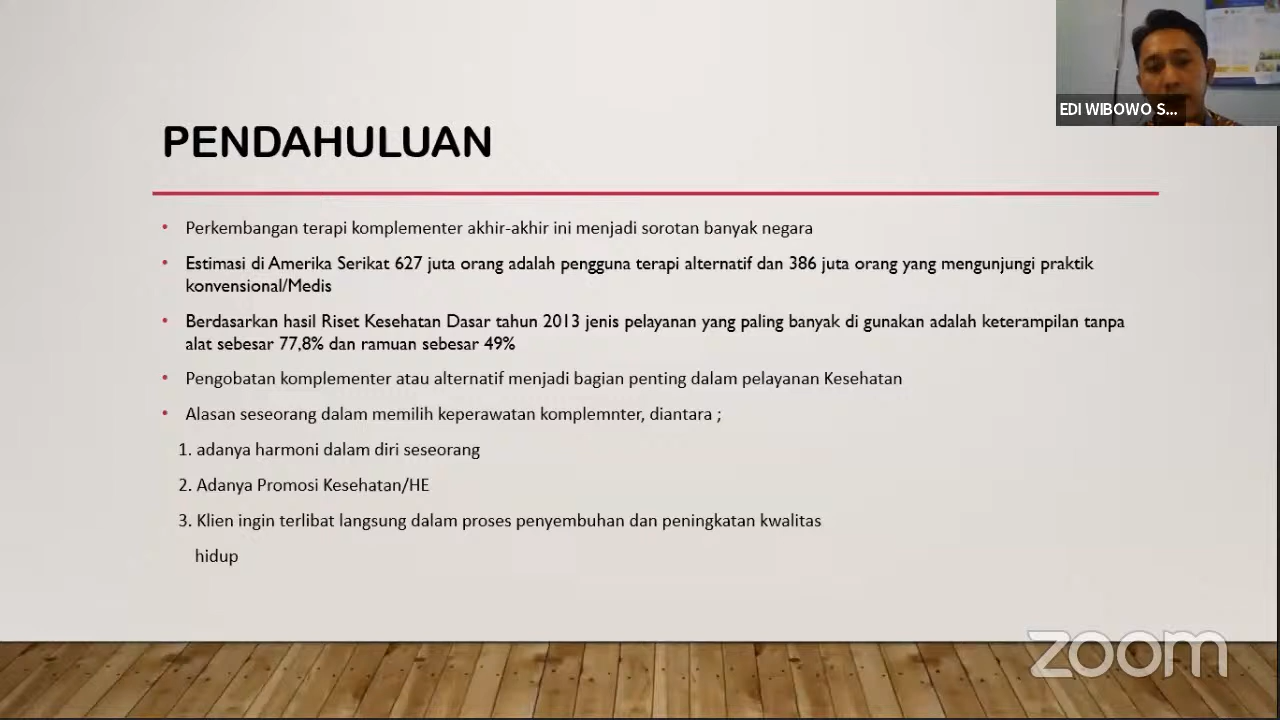 EDI WIBOWO S...
PENDAHULUAN
• Perkembangan terapi komplementer akhir-akhir ini menjadi sorotan banyak negara
• Estimasi di Amerika Serikat 627 juta orang adalah pengguna terapi alternatif dan 386 juta orang yang mengunjungi praktik
konvensional/Medis
• Berdasarkan hasil Riset Kesehatan Dasar tahun 2013 jenis pelayanan yang paling banyak di gunakan adalah keterampilan tanpa
alat sebesar 77,8% dan ramuan sebesar 49%
• Pengobatan komplementer atau alternatif menjadi bagian penting dalam pelayanan Kesehatan
• Alasan seseorang dalam memilih keperawatan komplemnter, diantara ;
1. adanya harmoni dalam diri seseorang
2. Adanya Promosi Kesehatan/HE
3. Klien ingin terlibat langsung dalam proses penyembuhan dan peningkatan kwalitas
hidup
zoom